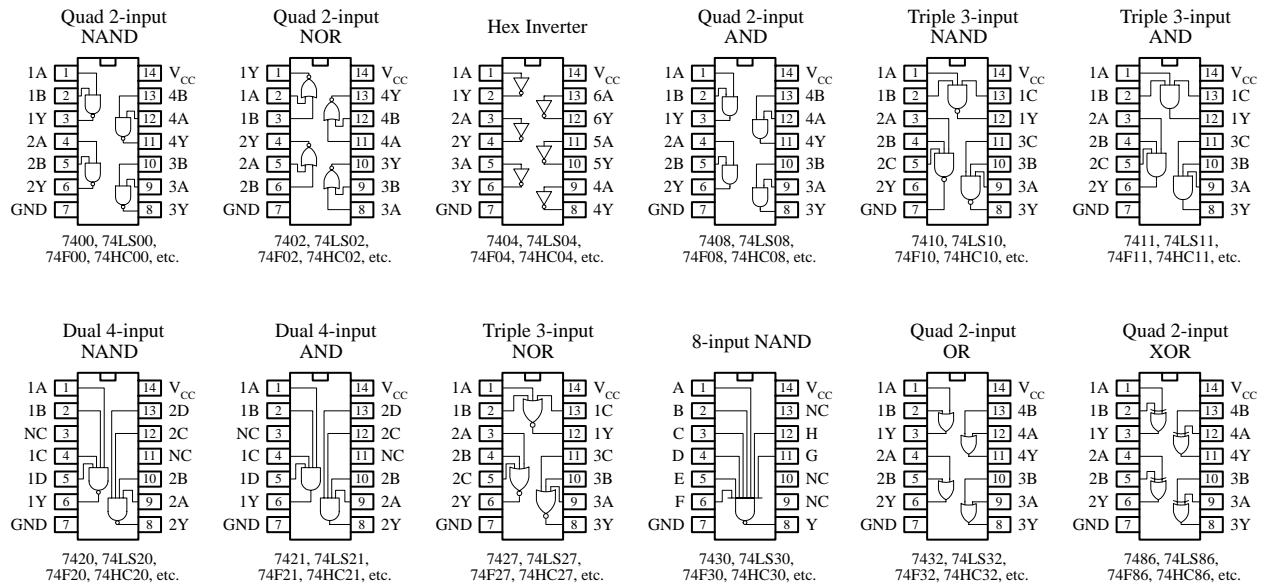 Quad 2-input
NAND
1A 1 14 VCC
1B 2 13 4B
1Y 3 12 4A
2A 4 11 4Y
2B 5 10 3B
2Y 6 9 3A
GND 7 8 3Y
7400, 74LS00,
74F00, 74HC00, etc.
Quad 2-input
NOR
1Y 1 14 VCC
1A 2 13 4Y
1B 3 12 4B
2Y 4 11 4A
2A 5 10 3Y
2B 6 9 3B
GND 7 8 3A
7402, 74LS02,
74F02, 74HC02, etc.
Hex Inverter
1A 1 14 VCC
1Y 2 13 6A
2A 3 12 6Y
2Y 4 11 5A
3A 5 10 5Y
3Y 6 9 4A
GND 7 8 4Y
7404, 74LS04,
74F04, 74HC04, etc.
Quad 2-input
AND
1A 1 14 VCC
1B 2 13 4B
1Y 3 12 4A
2A 4 11 4Y
2B 5 10 3B
2Y 6 9 3A
GND 7 8 3Y
7408, 74LS08,
74F08, 74HC08, etc.
Triple 3-input
NAND
1A 1 14 VCC
1B 2 13 1C
2A 3 12 1Y
2B 4 11 3C
2C 5 10 3B
2Y 6 9 3A
GND 7 8 3Y
7410, 74LS10,
74F10, 74HC10, etc.
Triple 3-input
AND
1A 1 14 VCC
1B 2 13 1C
2A 3 12 1Y
2B 4 11 3C
2C 5 10 3B
2Y 6 9 3A
GND 7 8 3Y
7411, 74LS11,
74F11, 74HC11, etc.
Dual 4-input
NAND
1A 1 14 VCC
1B 2 13 2D
NC 3 12 2C
1C 4 11 NC
1D 5 10 2B
1Y 6 9 2A
GND 7 8 2Y
7420, 74LS20,
74F20, 74HC20, etc.
Dual 4-input
AND
1A 1 14 VCC
1B 2 13 2D
NC 3 12 2C
1C 4 11 NC
1D 5 10 2B
1Y 6 9 2A
GND 7 8 2Y
7421, 74LS21,
74F21, 74HC21, etc.
Triple 3-input
NOR
1A 1 14 VCC
1B 2 13 1C
2A 3 12 1Y
2B 4 11 3C
2C 5 10 3B
2Y 6 9 3A
GND 7 8 3Y
7427, 74LS27,
74F27, 74HC27, etc.
8-input NAND
A 1 14 VCC
B 2 13 NC
C 3 12 H
D 4 11 G
E 5 10 NC
F 6 9 NC
GND 7 8 Y
7430, 74LS30,
74F30, 74HC30, etc.
Quad 2-input
OR
1A 1 14 VCC
1B 2 13 4B
1Y 3 12 4A
2A 4 11 4Y
2B 5 10 3B
2Y 6 9 3A
GND 7 8 3Y
7432, 74LS32,
74F32, 74HC32, etc.
Quad 2-input
XOR
1A 1 14 VCC
1B 2 13 4B
1Y 3 12 4A
2A 4 11 4Y
2B 5 10 3B
2Y 6 9 3A
GND 7 8 3Y
7486, 74LS86,
74F86, 74HC86, etc.